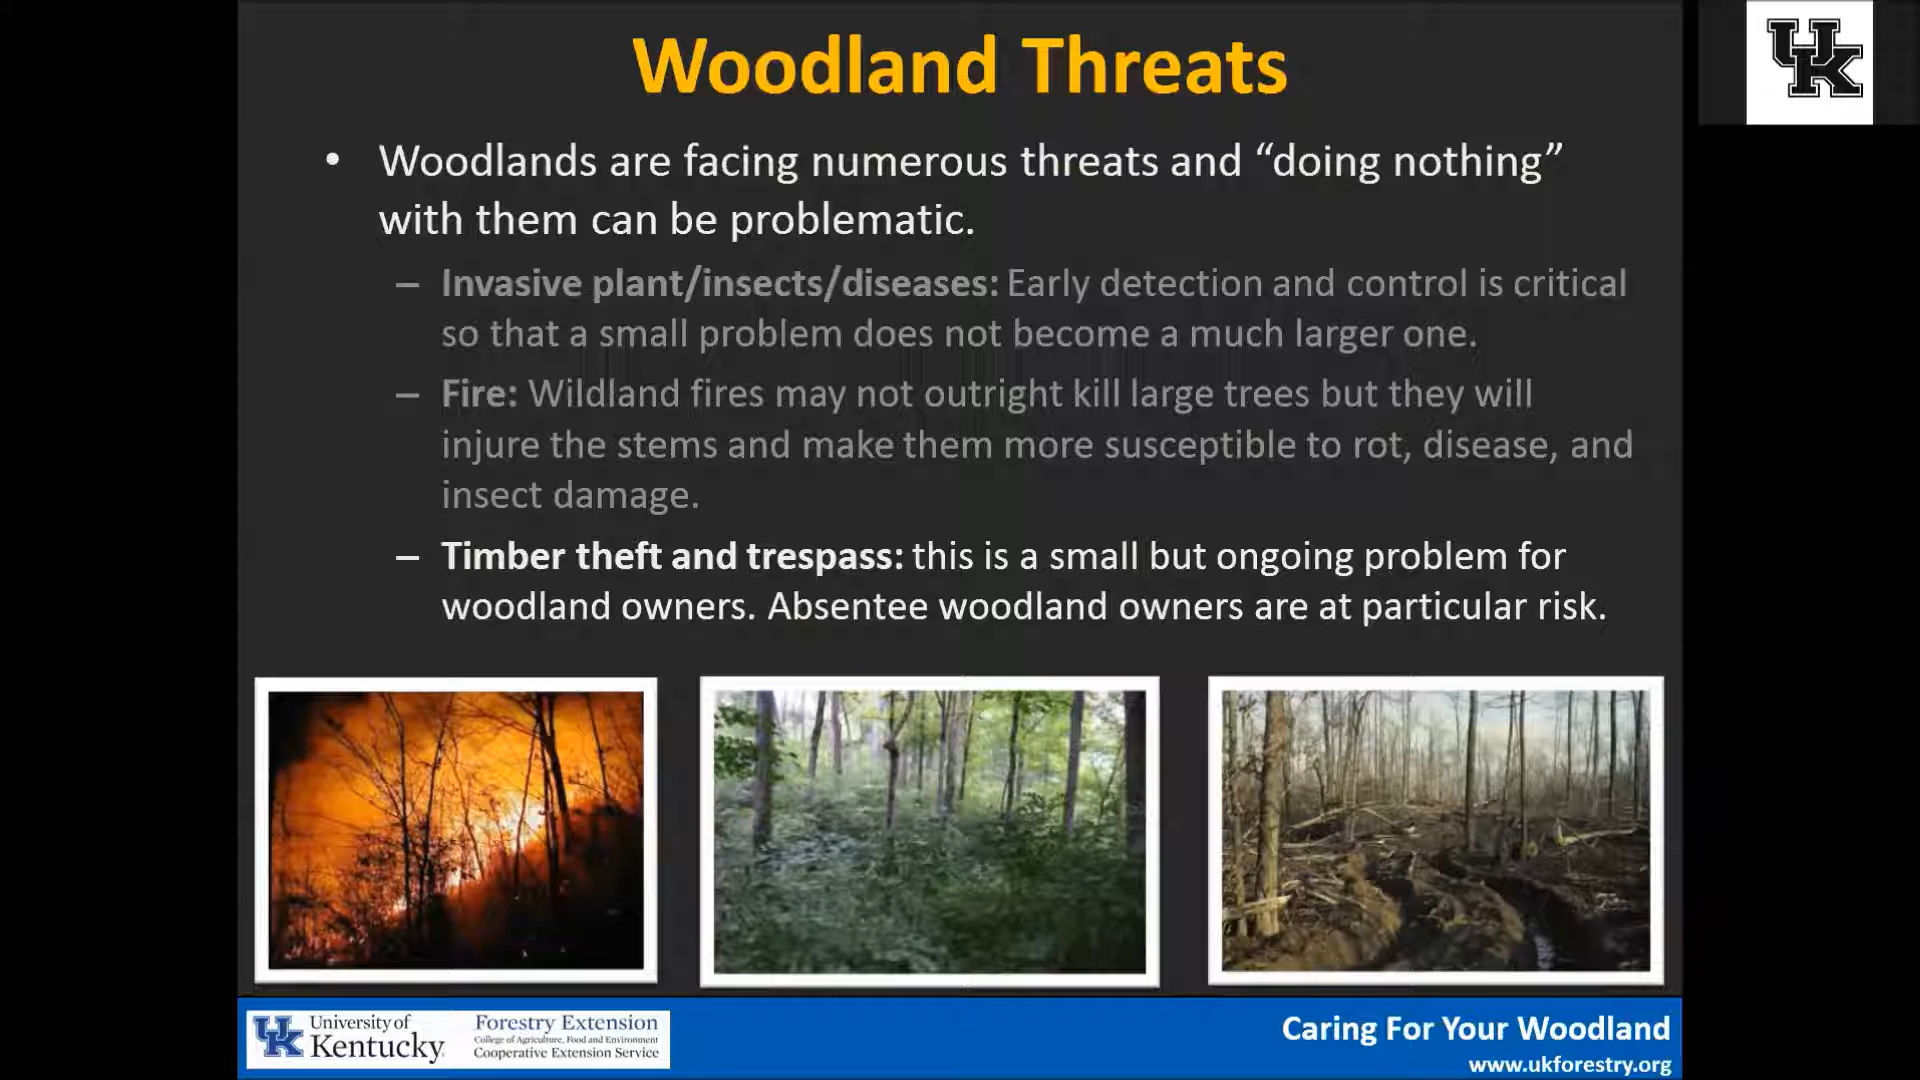 Woodland Threats
UK
• Woodlands are facing numerous threats and “doing nothing”
with them can be problematic.
– Invasive plant/insects/diseases: Early detection and control is critical
so that a small problem does not become a much larger one.
– Fire: Wildland fires may not outright kill large trees but they will
injure the stems and make them more susceptible to rot, disease, and
insect damage.
– Timber theft and trespass: this is a small but ongoing problem for
woodland owners. Absentee woodland owners are at particular risk.
UK University of
Kentucky
Forestry Extension
College of Agriculture, Food and Environment
Cooperative Extension Service
Caring For Your Woodland
www.ukforestry.org